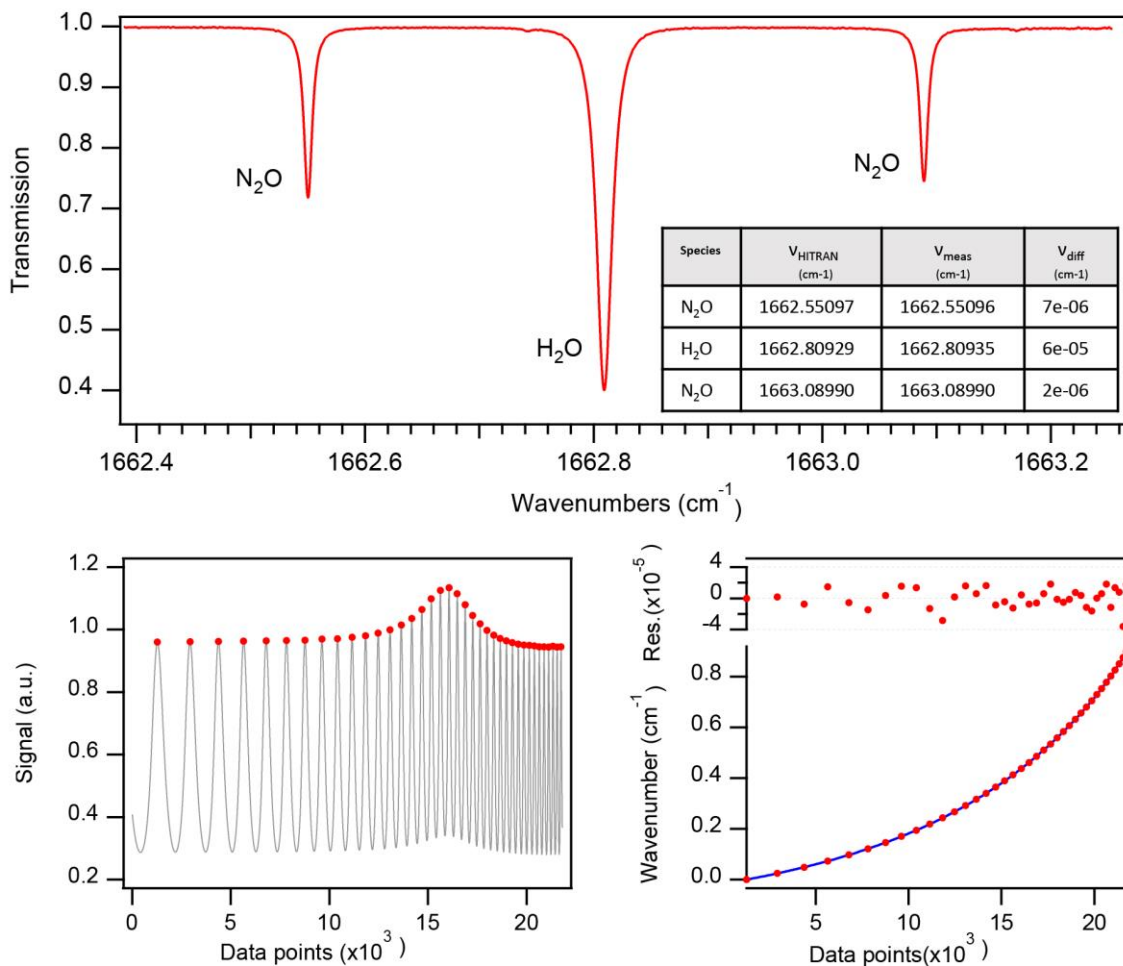 1.0
0.9
0.8
0.7
0.6
0.5
0.4
Transmission
N₂O
H₂O
N₂O
Species νHITRAN (cm-1) νmeas (cm-1) νdiff (cm-1)
N₂O 1662.55097 1662.55096 7e-06
H₂O 1662.80929 1662.80935 6e-05
N₂O 1663.08990 1663.08990 2e-06
1662.4 1662.6 1662.8 1663.0 1663.2
Wavenumbers (cm⁻¹)
1.2
1.0
0.8
0.6
0.4
0.2
Signal (a.u.)
0 5 10 15 20
Data points (x10³)
4
0
-4
Res.(x10⁻⁵)
0.8
0.6
0.4
0.2
0.0
Wavenumber (cm⁻¹)
5 10 15 20
Data points(x10³)